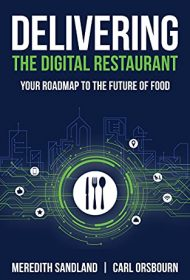 DELIVERING
THE DIGITAL RESTAURANT
YOUR ROADMAP TO THE FUTURE OF FOOD
MEREDITH SANDLAND | CARL ORSBOURN